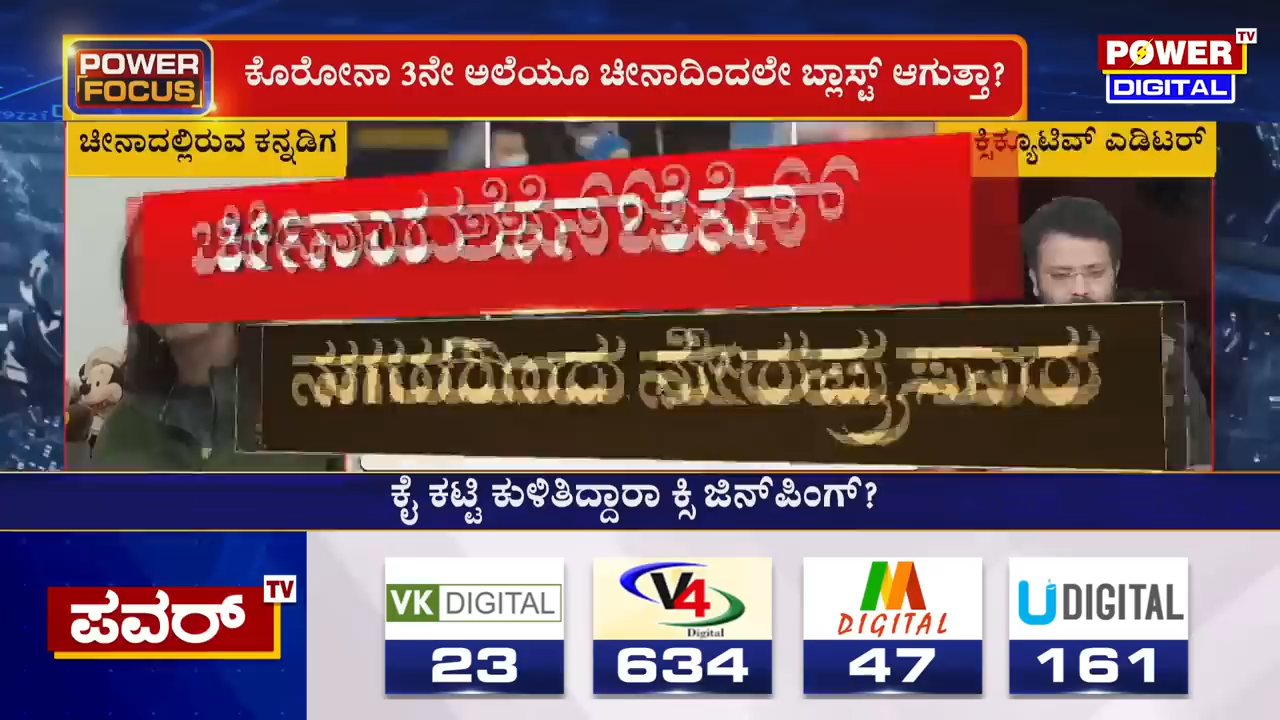 POWER
FOCUS
ಕೊರೋನಾ 3ನೇ ಅಲೆಯೂ ಚೀನಾದಿಂದಲೇ ಬ್ಲಾಸ್ಟ್ ಆಗುತ್ತಾ?
POWER TV
DIGITAL
ಚೀನಾದಲ್ಲಿರುವ ಕನ್ನಡಿಗ
ಕ್ಸಿಕ್ಯೂಟಿವ್ ಎಡಿಟರ್
ಕೈ ಕಟ್ಟಿ ಕುಳಿತಿದ್ದಾರಾ ಕ್ಸಿ ಜಿನ್‌ಪಿಂಗ್?
ಪವರ್ TV
VK DIGITAL
23
V4
Digital
634
M
DIGITAL
47
U DIGITAL
161